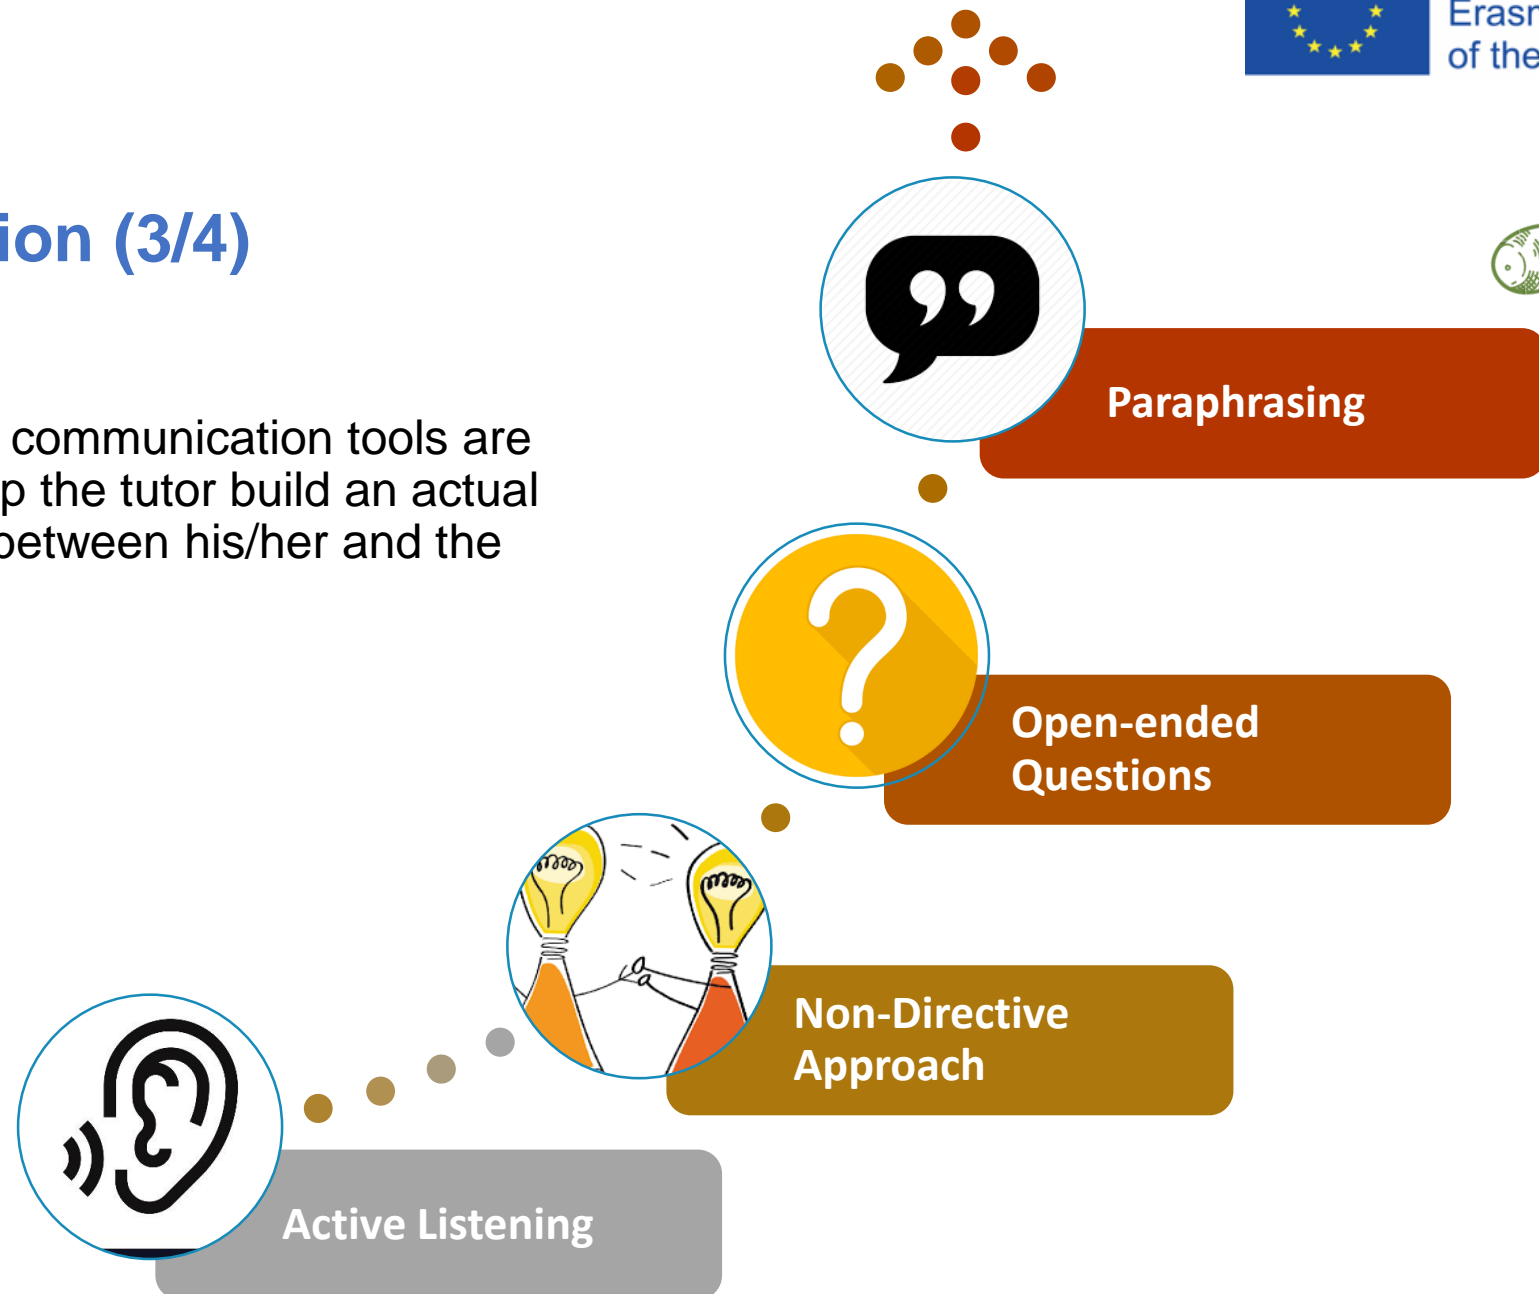 of the
ion (3/4)
communication tools are
p the tutor build an actual
between his/her and the
Paraphrasing
Open-ended
Questions
Non-Directive
Approach
Active Listening